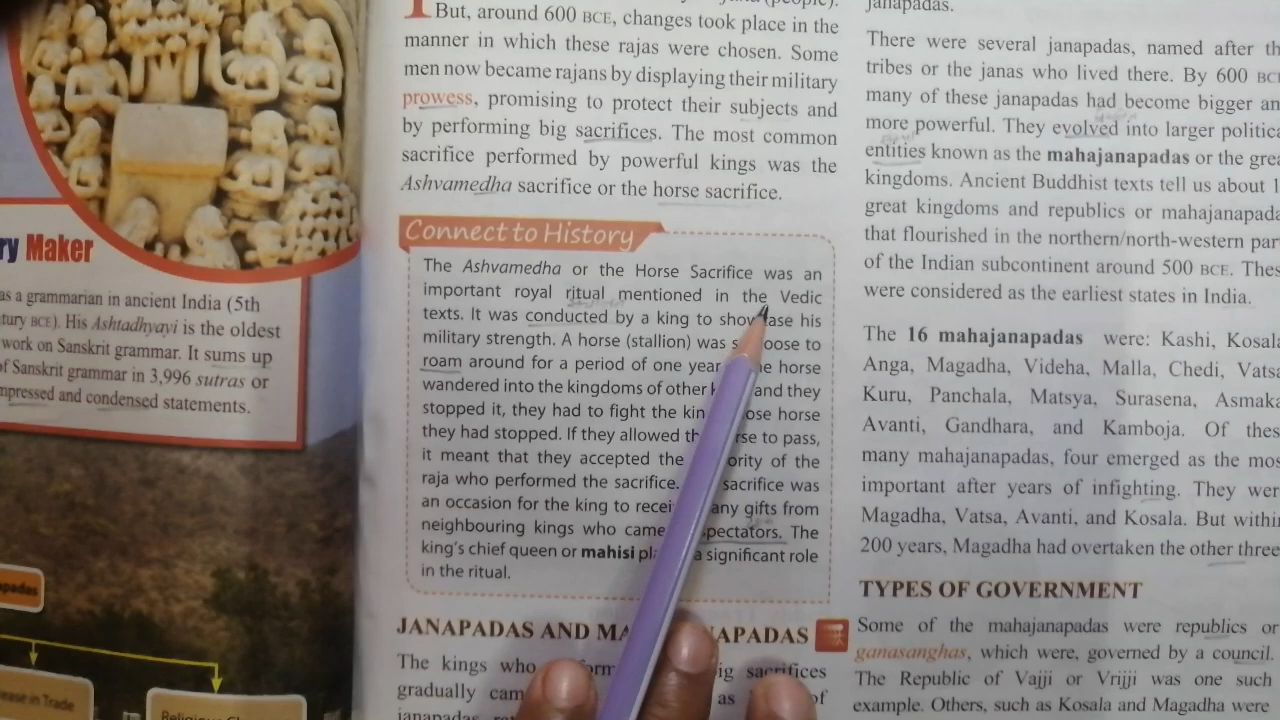 ry Maker
as a grammarian in ancient India (5th
tury BCE). His Ashtadhyayi is the oldest
work on Sanskrit grammar. It sums up
of Sanskrit grammar in 3,996 sutras or
mpressed and condensed statements.
apadas
ease in Trade
But, around 600 BCE, changes took place in the
manner in which these rajas were chosen. Some
men now became rajans by displaying their military
prowess, promising to protect their subjects and
by performing big sacrifices. The most common
sacrifice performed by powerful kings was the
Ashvamedha sacrifice or the horse sacrifice.
Connect to History
The Ashvamedha or the Horse Sacrifice was an
important royal ritual mentioned in the Vedic
texts. It was conducted by a king to show ase his
military strength. A horse (stallion) was s oose to
roam around for a period of one year he horse
wandered into the kingdoms of other k and they
stopped it, they had to fight the kin ose horse
they had stopped. If they allowed th rse to pass,
it meant that they accepted the ority of the
raja who performed the sacrifice. sacrifice was
an occasion for the king to recei any gifts from
neighbouring kings who came pectators. The
king's chief queen or mahisi pl a significant role
in the ritual.
JANAPADAS AND MA APADAS
The kings who form ig sacrifices
gradually cam as of
janapadas
janapadas.
There were several janapadas, named after th
tribes or the janas who lived there. By 600 BC
many of these janapadas had become bigger an
more powerful. They evolved into larger politica
entities known as the mahajanapadas or the grea
kingdoms. Ancient Buddhist texts tell us about 1
great kingdoms and republics or mahajanapada
that flourished in the northern/north-western par
of the Indian subcontinent around 500 BCE. Thes
were considered as the earliest states in India.
The 16 mahajanapadas were: Kashi, Kosala
Anga, Magadha, Videha, Malla, Chedi, Vatsa
Kuru, Panchala, Matsya, Surasena, Asmaka
Avanti, Gandhara, and Kamboja. Of thes
many mahajanapadas, four emerged as the mos
important after years of infighting. They wer
Magadha, Vatsa, Avanti, and Kosala. But within
200 years, Magadha had overtaken the other three
TYPES OF GOVERNMENT
Some of the mahajanapadas were republics or
ganasanghas, which were, governed by a council.
The Republic of Vajji or Vrijji was one such
example. Others, such as Kosala and Magadha were